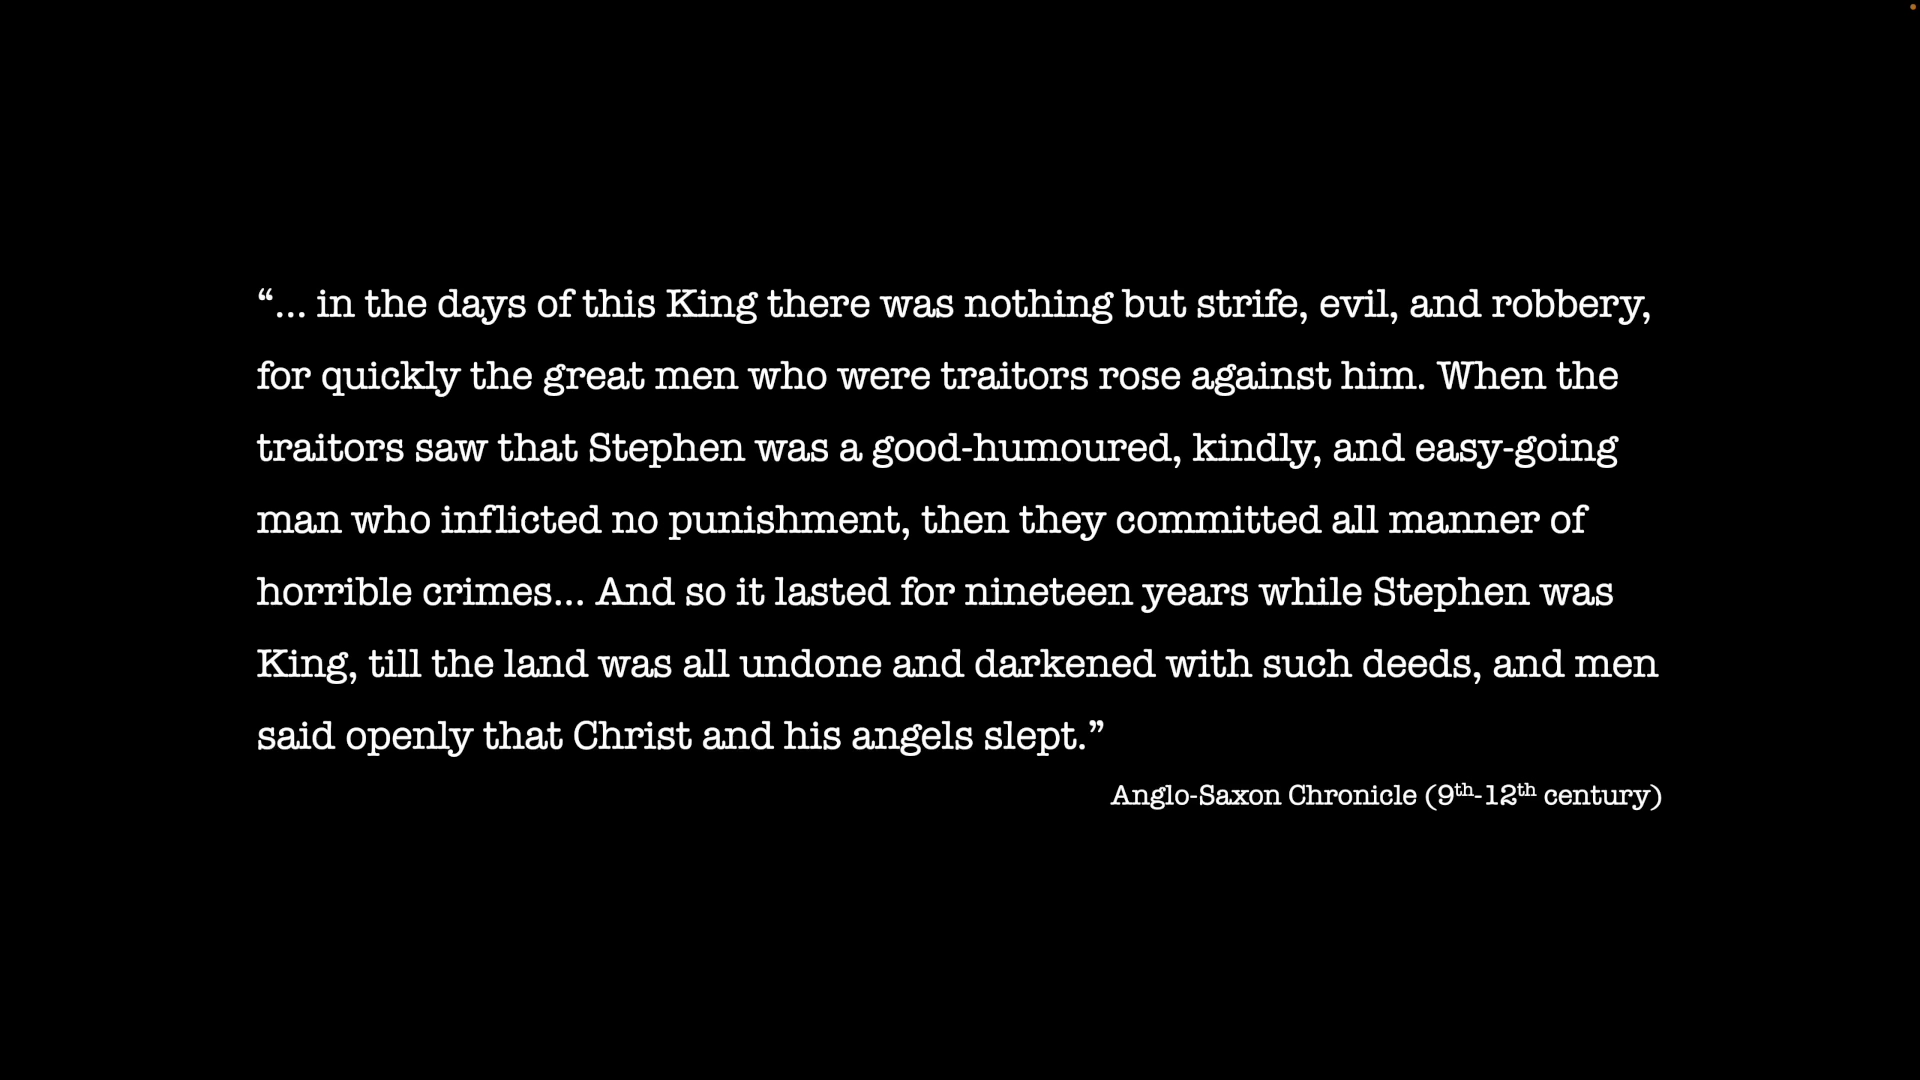 “... in the days of this King there was nothing but strife, evil, and robbery,
for quickly the great men who were traitors rose against him. When the
traitors saw that Stephen was a good-humoured, kindly, and easy-going
man who inflicted no punishment, then they committed all manner of
horrible crimes... And so it lasted for nineteen years while Stephen was
King, till the land was all undone and darkened with such deeds, and men
said openly that Christ and his angels slept.”
Anglo-Saxon Chronicle (9th-12th century)